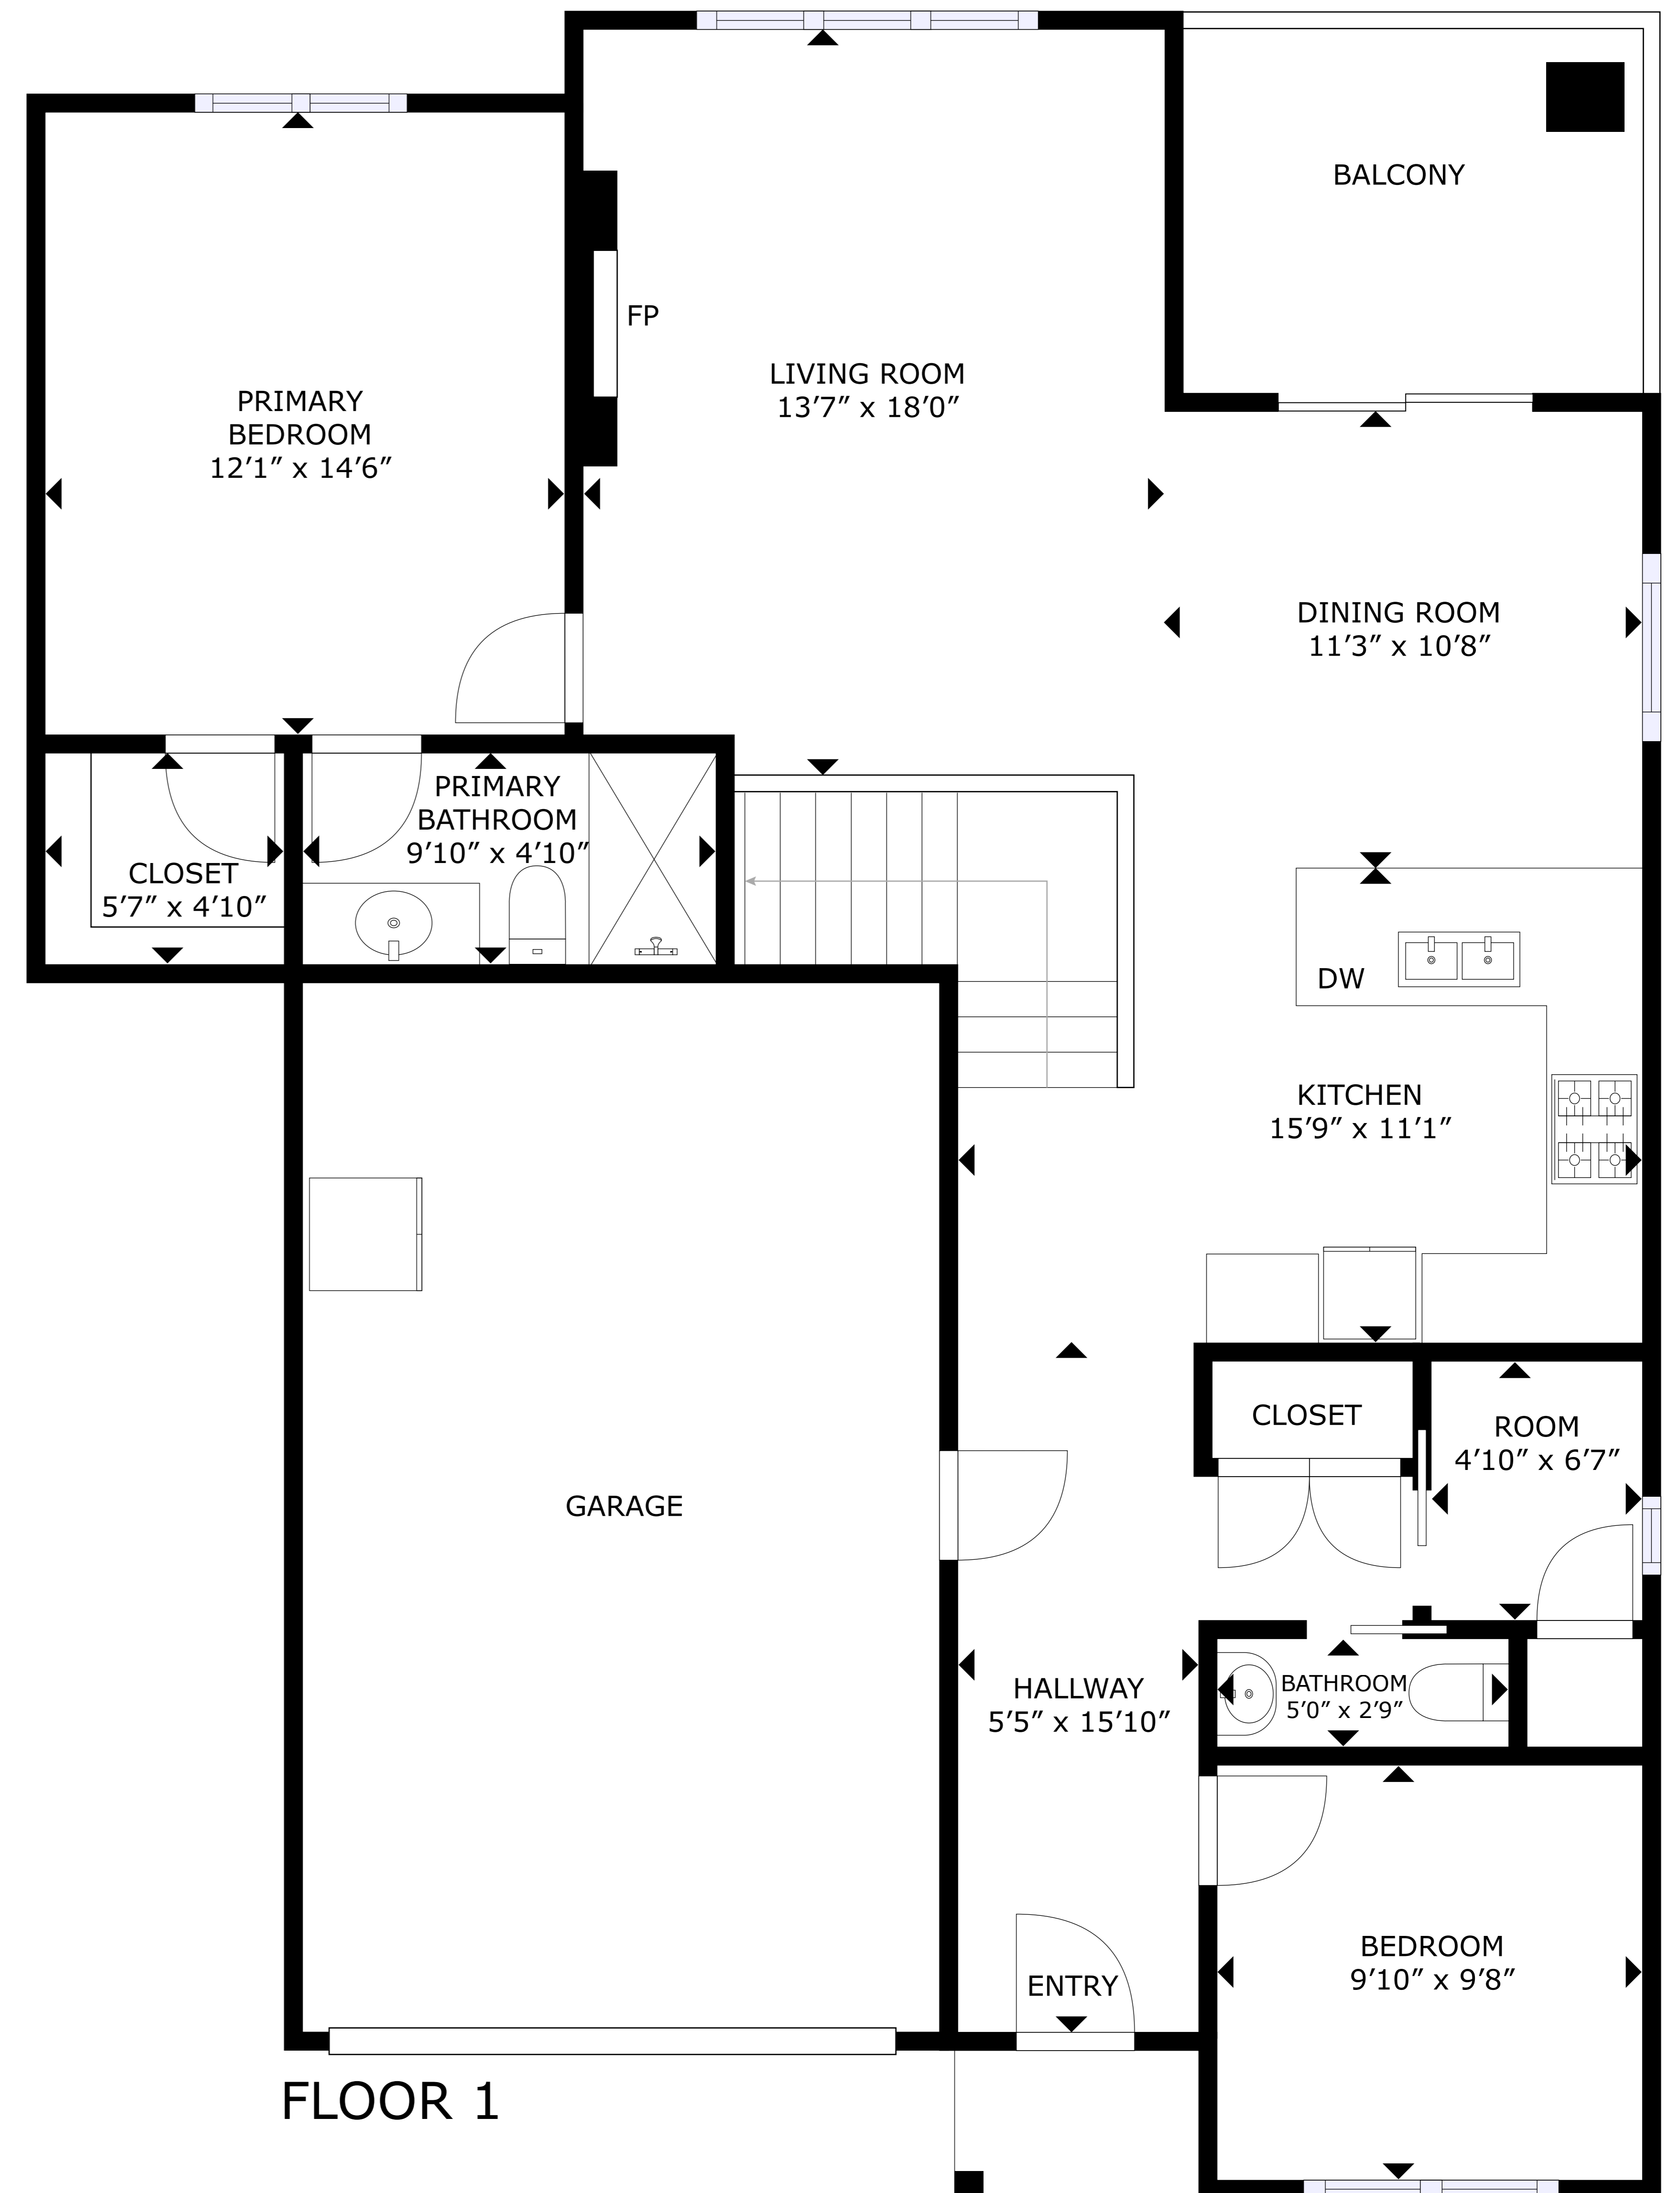 BALCONY
FP
LIVING ROOM
13’7” x 18’0”
PRIMARY
BEDROOM
12’1” x 14’6”
DINING ROOM
11’3” x 10’8”
PRIMARY
BATHROOM
9’10” x 4’10”
CLOSET
5’7” x 4’10”
DW
KITCHEN
15’9” x 11’1”
CLOSET
ROOM
4’10” x 6’7”
GARAGE
HALLWAY
5’5” x 15’10”
BATHROOM
5’0” x 2’9”
BEDROOM
9’10” x 9’8”
ENTRY
FLOOR 1